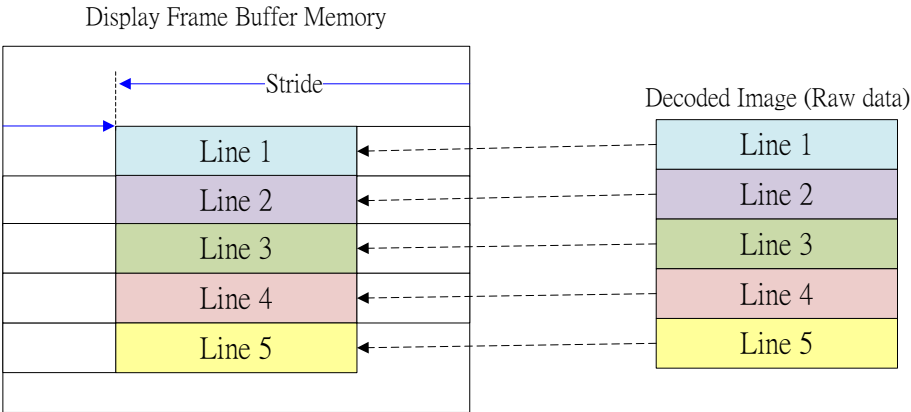 Display Frame Buffer Memory
Stride
Decoded Image (Raw data)
Line 1
Line 2
Line 3
Line 4
Line 5
Line 1
Line 2
Line 3
Line 4
Line 5